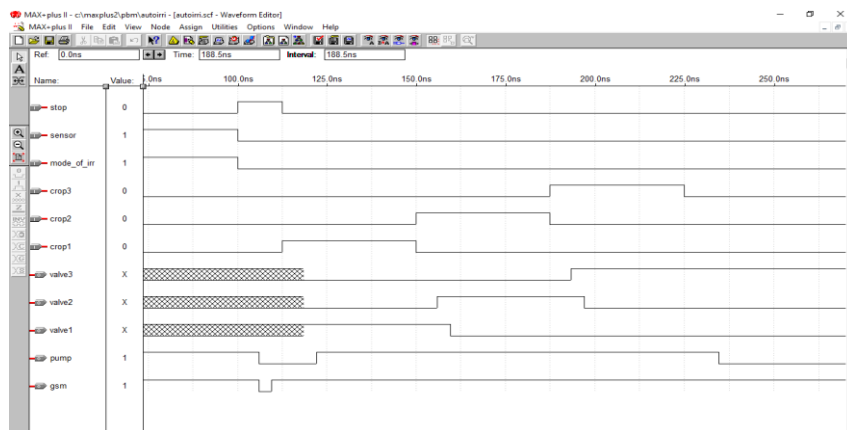 MAX+plus II - c:\maxplus2\pbm\autoirri - [autoirri.scf - Waveform Editor]
MAX+plus II File Edit View Node Assign Utilities Options Window Help
Ref: 0.0ns Time: 188.5ns Interval: 188.5ns
Name: Value: .0ns 100.0ns 125.0ns 150.0ns 175.0ns 200.0ns 225.0ns 250.0ns
stop 0
sensor 1
mode_of_irr 1
crop3 0
crop2 0
crop1 0
valve3 X
valve2 X
valve1 X
pump 1
gsm 1